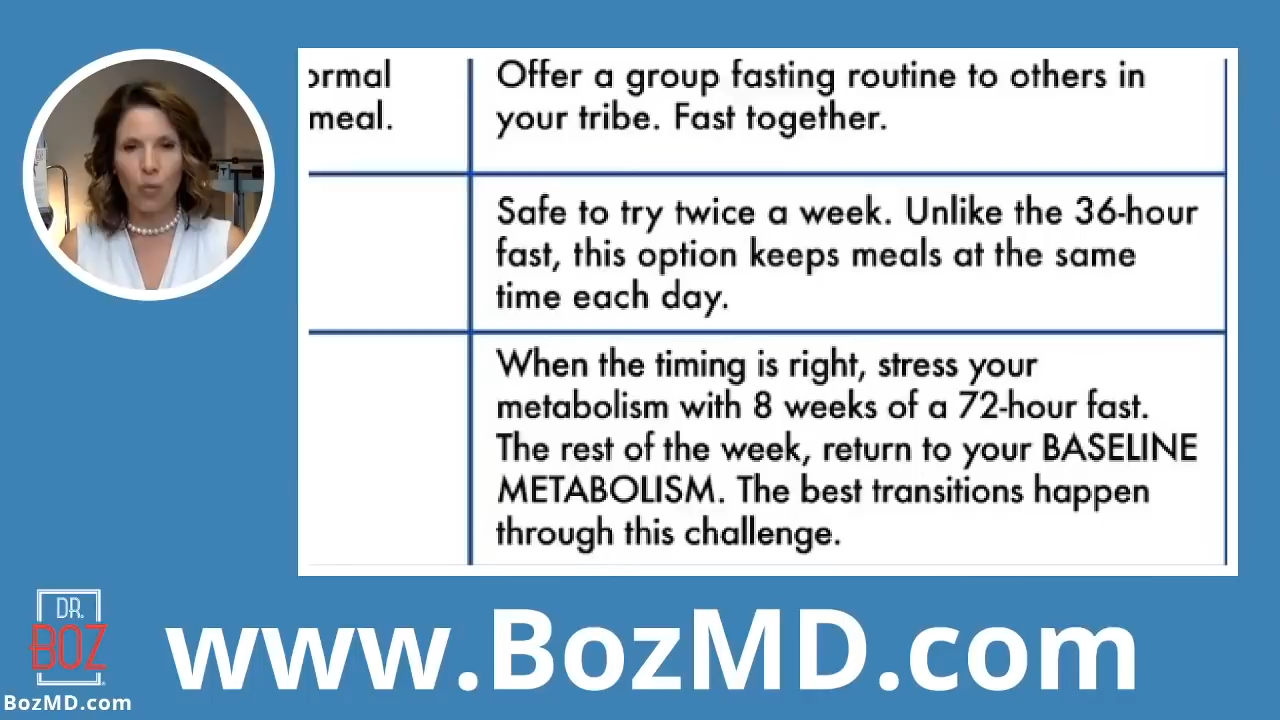 ormal
meal.
Offer a group fasting routine to others in
your tribe. Fast together.
Safe to try twice a week. Unlike the 36-hour
fast, this option keeps meals at the same
time each day.
When the timing is right, stress your
metabolism with 8 weeks of a 72-hour fast.
The rest of the week, return to your BASELINE
METABOLISM. The best transitions happen
through this challenge.
DR.
BOZ
BozMD.com
www.BozMD.com